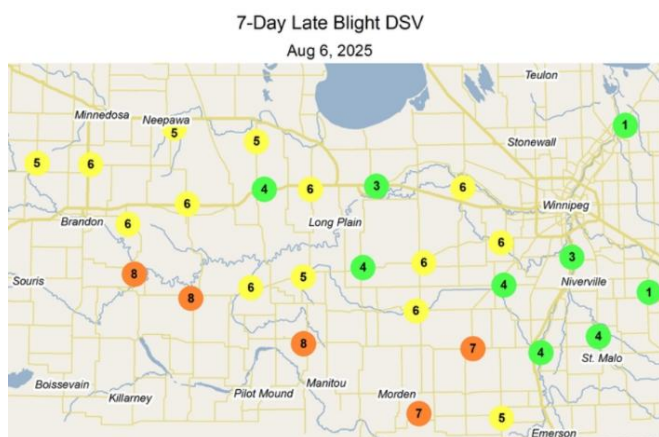 7-Day Late Blight DSV
Aug 6, 2025
Teulon
Minnedosa
Neepawa
1
5
5
Stonewall
5
6
4
6
3
6
6
Winnipeg
Brandon
6
Long Plain
6
3
4
6
8
5
Souris
6
4
Niverville
1
8
6
4
8
7
4
St. Malo
Boissevain
Manitou
Killarney
Pilot Mound
Morden
7
5
Emerson